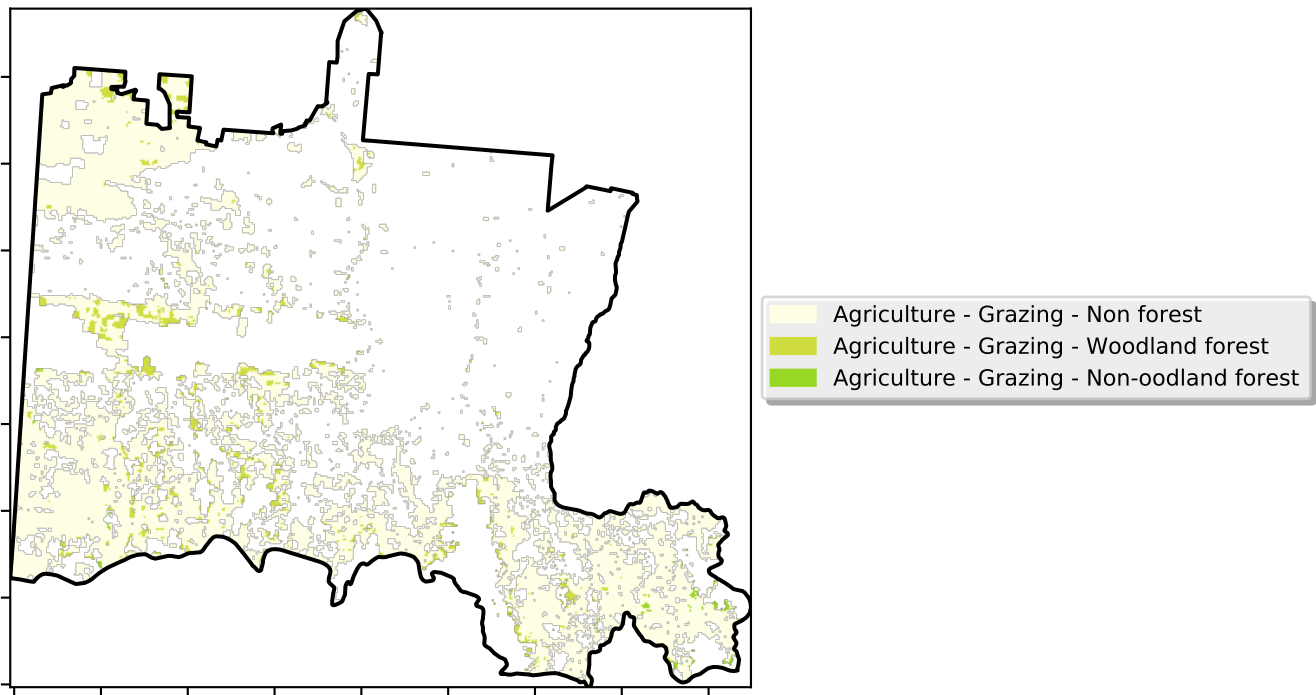 Agriculture - Grazing - Non forest
Agriculture - Grazing - Woodland forest
Agriculture - Grazing - Non-oodland forest